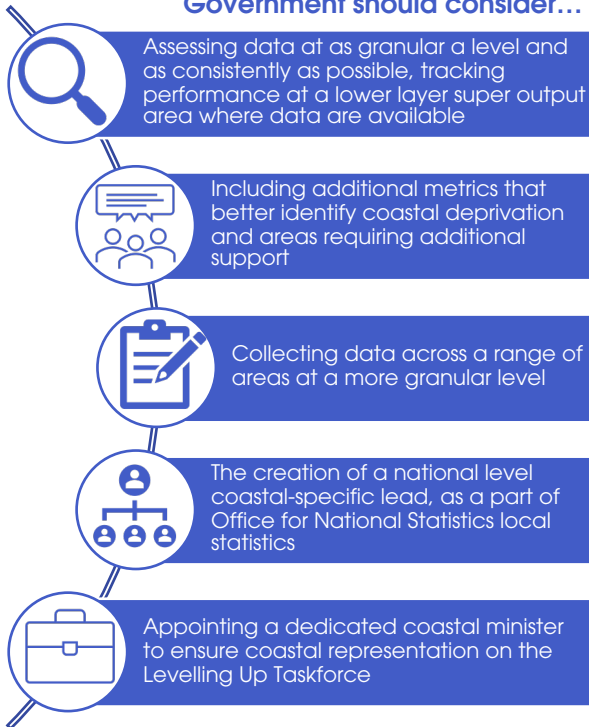 Government should consider…
Assessing data at as granular a level and
as consistently as possible, tracking
performance at a lower layer super output
area where data are available
Including additional metrics that
better identify coastal deprivation
and areas requiring additional
support
Collecting data across a range of
areas at a more granular level
The creation of a national level
coastal-specific lead, as a part of
Office for National Statistics local
statistics
Appointing a dedicated coastal minister
to ensure coastal representation on the
Levelling Up Taskforce